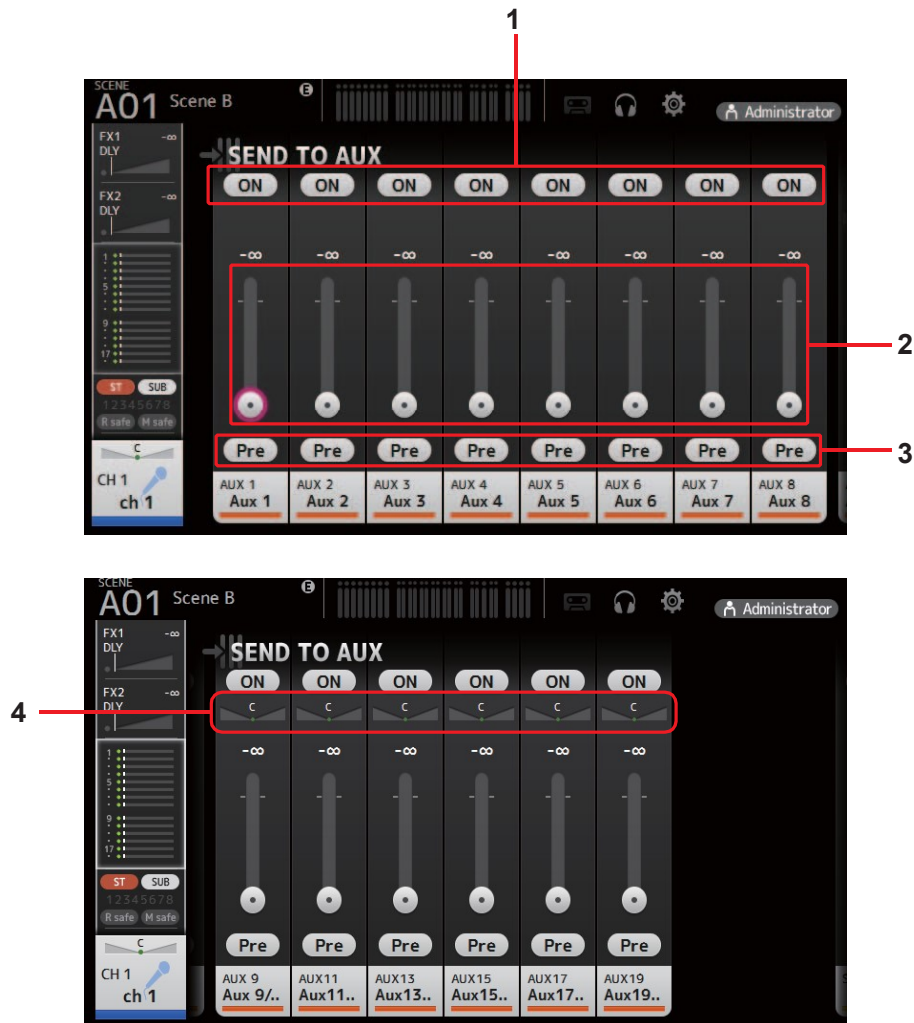 1
SCENE
A01 Scene B E Administrator
FX1 -∞
DLY
SEND TO AUX
ON ON ON ON ON ON ON ON
FX2 -∞
DLY
-∞ -∞ -∞ -∞ -∞ -∞ -∞ -∞
1
5
9
17
2
ST SUB
12345678
R safe M safe
Pre Pre Pre Pre Pre Pre Pre Pre
3
C
CH 1
ch 1
AUX 1 AUX 2 AUX 3 AUX 4 AUX 5 AUX 6 AUX 7 AUX 8
Aux 1 Aux 2 Aux 3 Aux 4 Aux 5 Aux 6 Aux 7 Aux 8
SCENE
A01 Scene B E Administrator
FX1 -∞
DLY
SEND TO AUX
ON ON ON ON ON ON
FX2 -∞
DLY
4
C C C C C C
-∞ -∞ -∞ -∞ -∞ -∞
1
5
9
17
ST SUB
12345678
R safe M safe
Pre Pre Pre Pre Pre Pre
C
CH 1
ch 1
AUX 9 AUX11 AUX13 AUX15 AUX17 AUX19
Aux 9/.. Aux11.. Aux13.. Aux15.. Aux17.. Aux19..